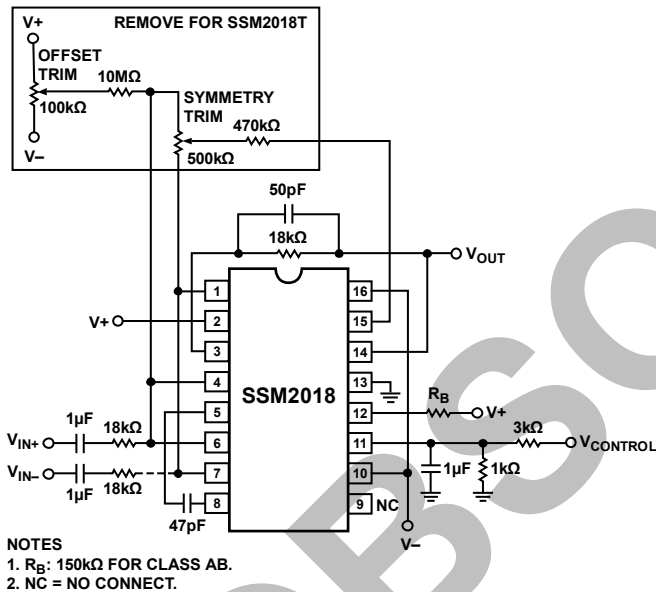 V+
REMOVE FOR SSM2018T
OFFSET
TRIM
10MΩ
100kΩ
V–
SYMMETRY
TRIM
470kΩ
500kΩ
50pF
18kΩ
VOUT
1
16
V+
2
15
3
14
4
SSM2018
13
5
12
RB
V+
VIN+
1µF
18kΩ
6
11
3kΩ
VCONTROL
1µF
1kΩ
VIN–
1µF
18kΩ
7
10
47pF
8
9
NC
V–
NOTES
1. RB: 150kΩ FOR CLASS AB.
2. NC = NO CONNECT.
OBSO